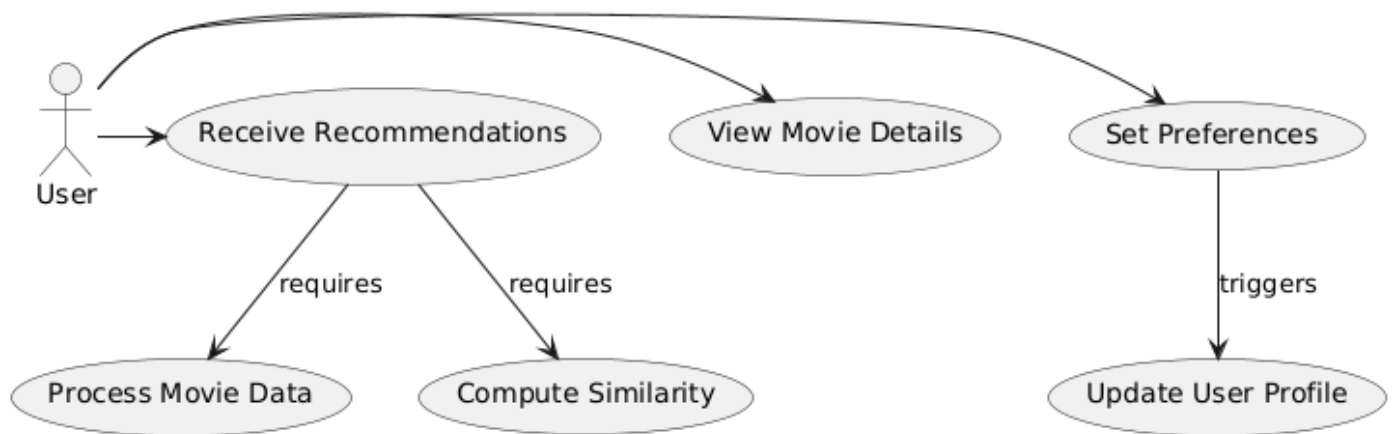 Receive Recommendations
View Movie Details
Set Preferences
User
requires
requires
triggers
Process Movie Data
Compute Similarity
Update User Profile